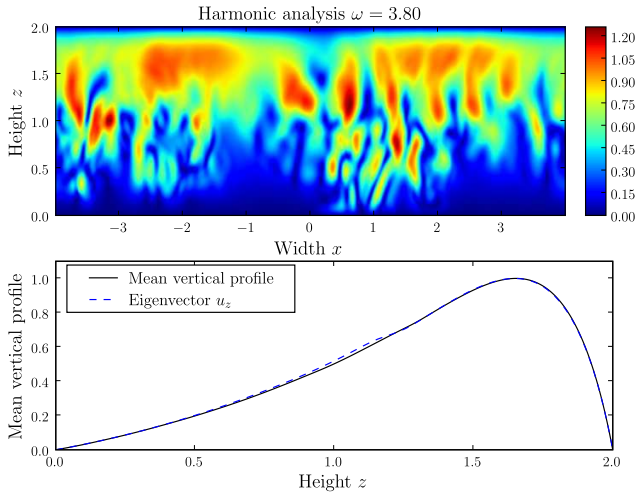 Harmonic analysis ω = 3.80
Height z
2.0
1.5
1.0
0.5
0.0
−3 −2 −1 0 1 2 3
Width x
1.20
1.05
0.90
0.75
0.60
0.45
0.30
0.15
0.00
Mean vertical profile
1.0
0.8
0.6
0.4
0.2
0.0
Mean vertical profile
Eigenvector u_z
0.0 0.5 1.0 1.5 2.0
Height z